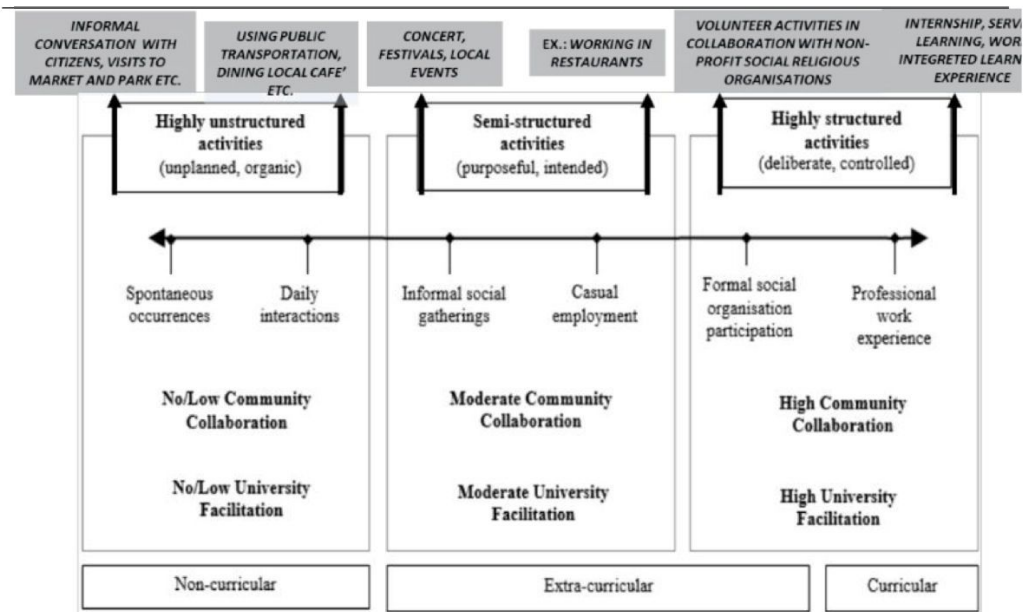 INFORMAL
CONVERSATION WITH
CITIZENS, VISITS TO
MARKET AND PARK ETC.
USING PUBLIC
TRANSPORTATION,
DINING LOCAL CAFE'
ETC.
CONCERT,
FESTIVALS, LOCAL
EVENTS
EX.: WORKING IN
RESTAURANTS
VOLUNTEER ACTIVITIES IN
COLLABORATION WITH NON-
PROFIT SOCIAL RELIGIOUS
ORGANISATIONS
INTERNSHIP, SERV
LEARNING, WOR
INTEGRETED LEARN
EXPERIENCE
Highly unstructured
activities
(unplanned, organic)
Semi-structured
activities
(purposeful, intended)
Highly structured
activities
(deliberate, controlled)
Spontaneous
occurrences
Daily
interactions
Informal social
gatherings
Casual
employment
Formal social
organisation
participation
Professional
work
experience
No/Low Community
Collaboration
Moderate Community
Collaboration
High Community
Collaboration
No/Low University
Facilitation
Moderate University
Facilitation
High University
Facilitation
Non-curricular
Extra-curricular
Curricular